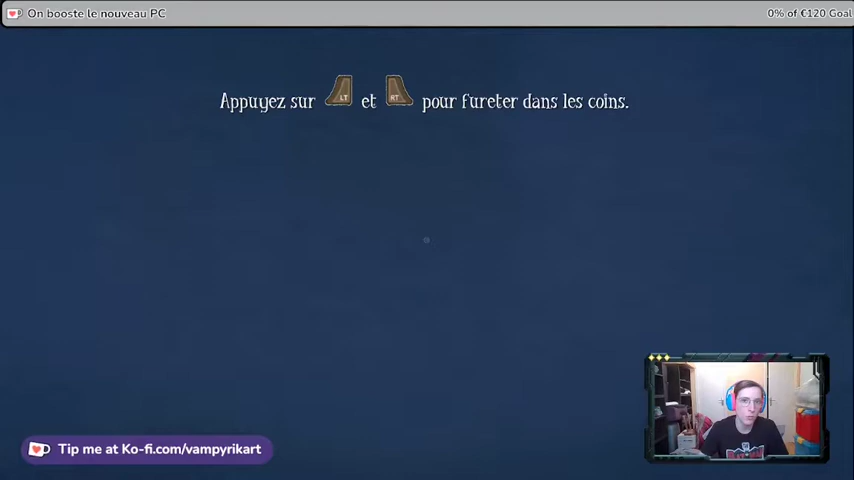 On booste le nouveau PC 0% of €120 Goal
Appuyez sur LT et RT pour fureter dans les coins.
Tip me at Ko-fi.com/vampyrikart